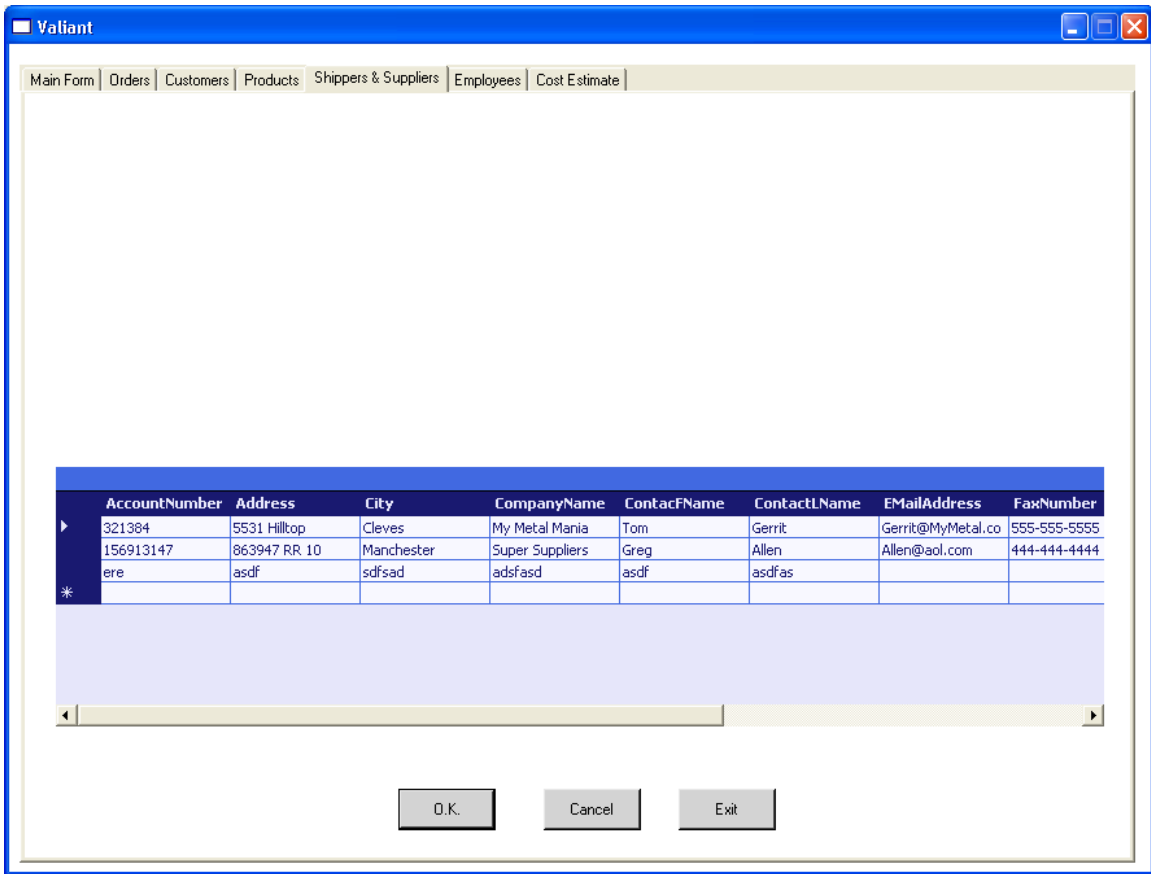 Valiant
Main Form Orders Customers Products Shippers & Suppliers Employees Cost Estimate
AccountNumber Address City CompanyName ContacFName ContactLName EMailAddress FaxNumber
321384 5531 Hilltop Cleves My Metal Mania Tom Gerrit Gerrit@MyMetal.co 555-555-5555
156913147 863947 RR 10 Manchester Super Suppliers Greg Allen Allen@aol.com 444-444-4444
ere asdf sdfsad adsfasd asdf asdfas
O.K. Cancel Exit